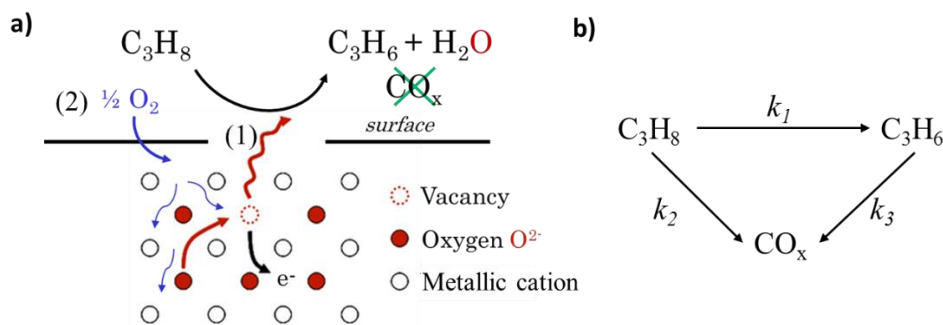 a)
C₃H₈
C₃H₆ + H₂O
COₓ
(2) ½ O₂
(1)
surface
Vacancy
Oxygen O²⁻
Metallic cation
e⁻
b)
C₃H₈
k₁
C₃H₆
k₂
k₃
COₓ